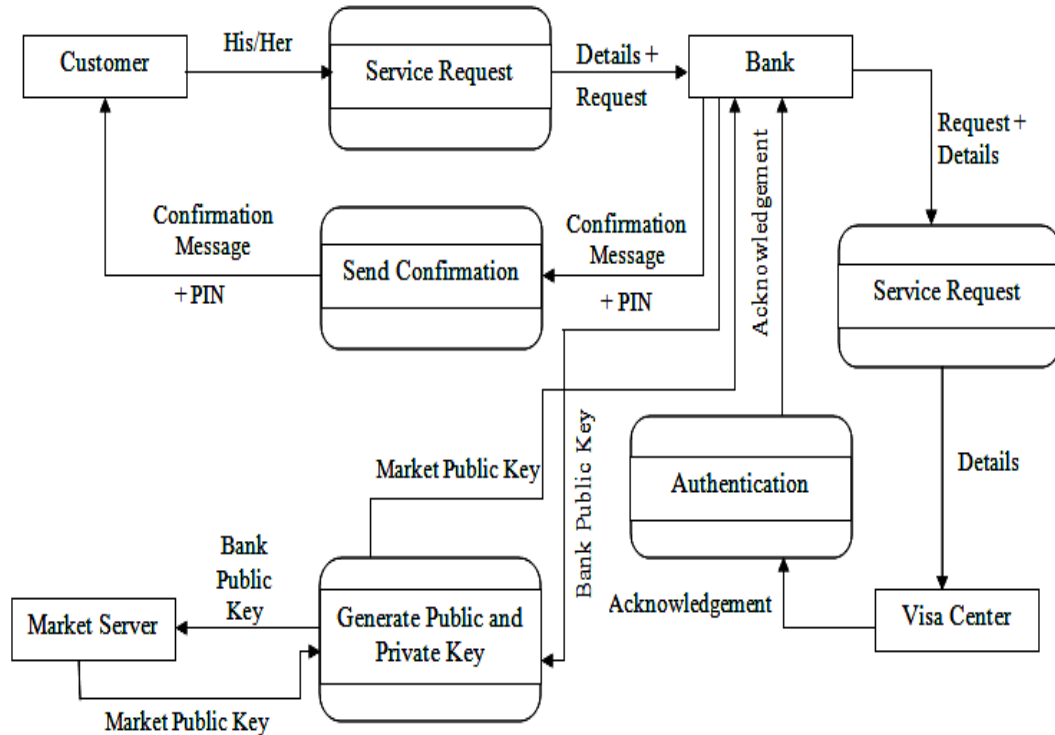 His/Her
Customer
Service Request
Details +
Request
Bank
Request +
Details
Acknowledgement
Confirmation
Message
+ PIN
Send Confirmation
Confirmation
Message
+ PIN
Service Request
Market Public Key
Bank Public Key
Authentication
Details
Bank
Public
Key
Market Server
Generate Public and
Private Key
Acknowledgement
Visa Center
Market Public Key